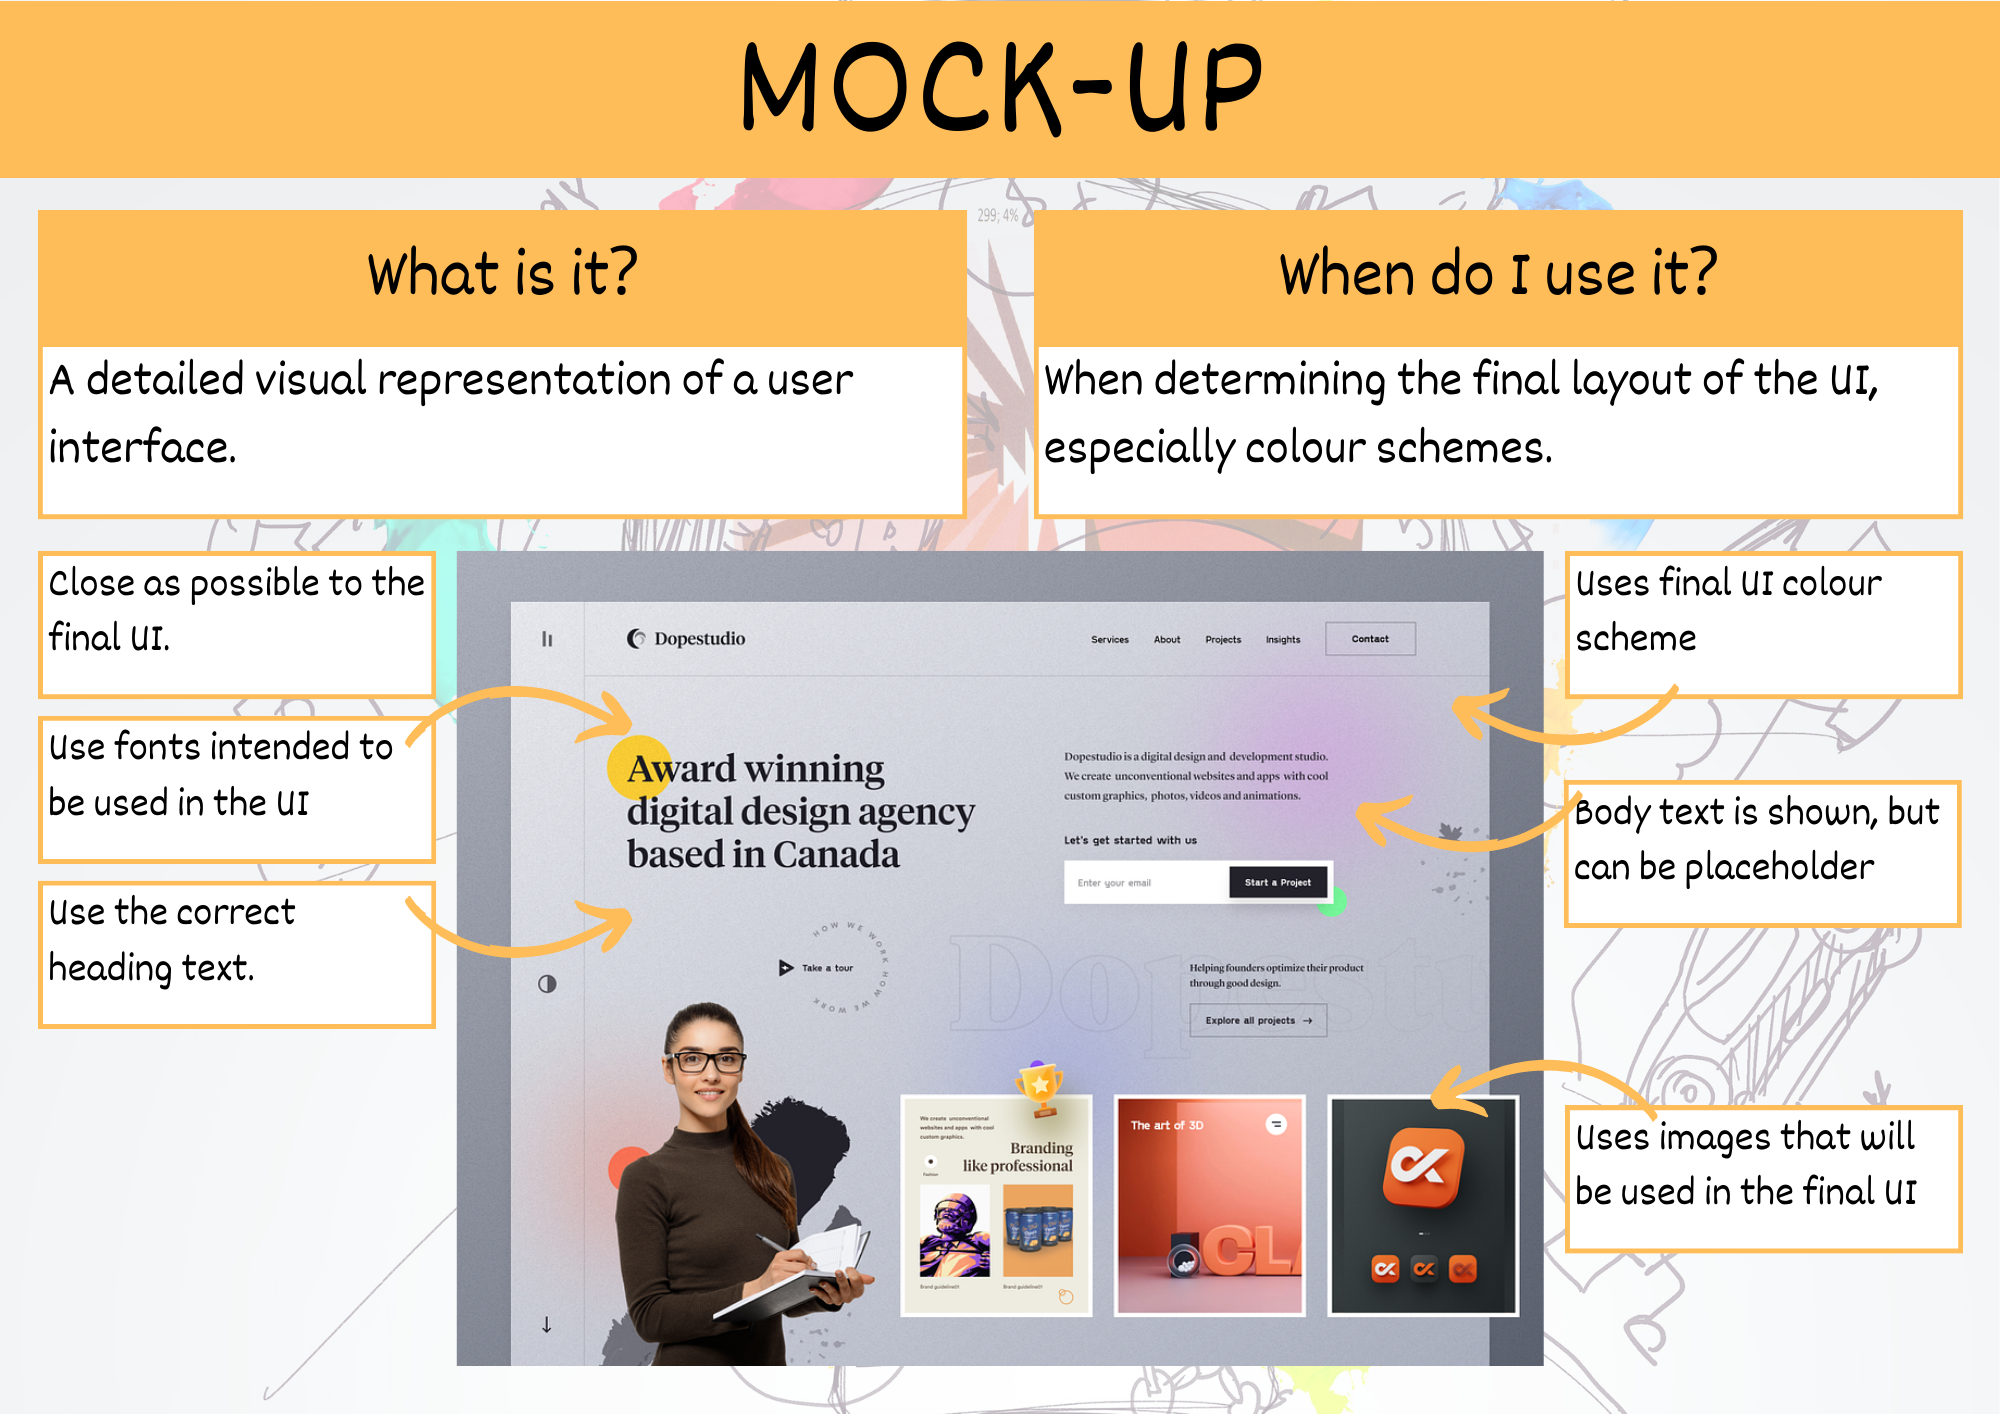 MOCK-UP
299; 4%
What is it?
A detailed visual representation of a user
interface.
When do I use it?
When determining the final layout of the UI,
especially colour schemes.
Close as possible to the
final UI.
Use fonts intended to
be used in the UI
Use the correct
heading text.
Uses final UI colour
scheme
Body text is shown, but
can be placeholder
Uses images that will
be used in the final UI
Dopestudio
Services About Projects Insights Contact
Award winning
digital design agency
based in Canada
Dopestudio is a digital design and development studio.
We create unconventional websites and apps with cool
custom graphics, photos, videos and animations.
Let's get started with us
Enter your email
Start a Project
HOW WE WORK HOW WE WORK
Take a tour
Dopestu
Helping founders optimize their product
through good design.
Explore all projects →
We create unconventional
websites and apps with cool
custom graphics.
Branding
like professional
Fashion
Brand guideline01
Brand guideline01
The art of 3D
CLA